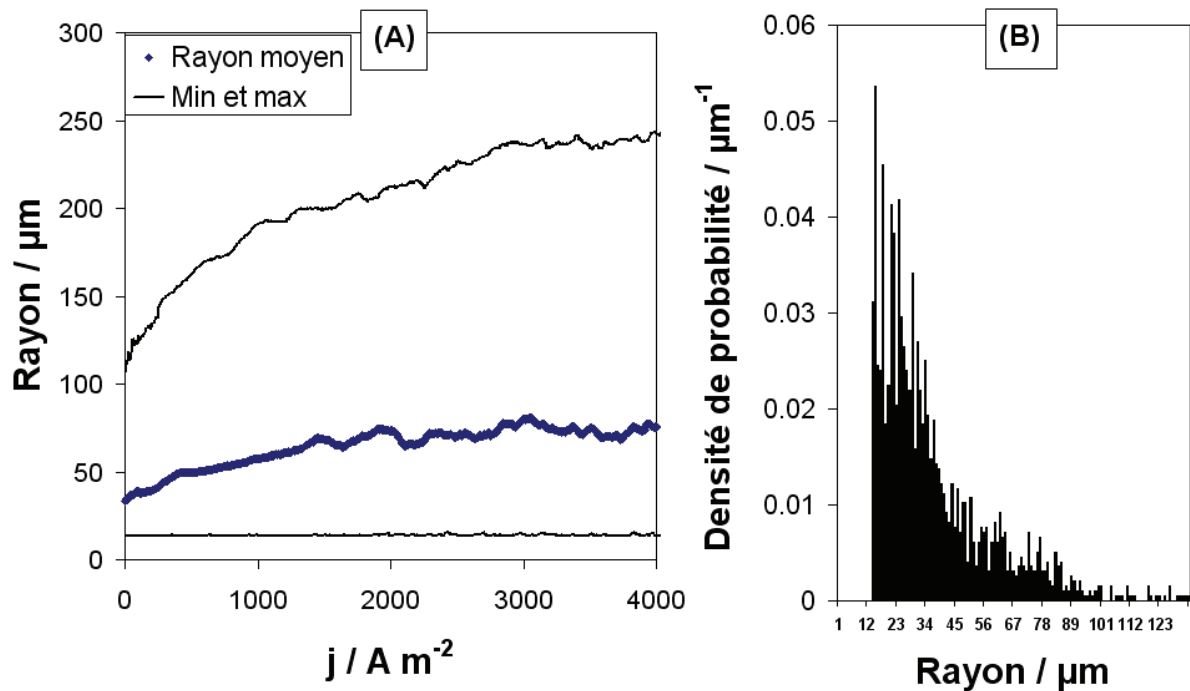 (A)
Rayon moyen
Min et max
Rayon / µm
300
250
200
150
100
50
0
0 1000 2000 3000 4000
j / A m⁻²
(B)
Densité de probabilité / µm⁻¹
0.06
0.05
0.04
0.03
0.02
0.01
0
1 12 23 34 45 56 67 78 89 101 112 123
Rayon / µm